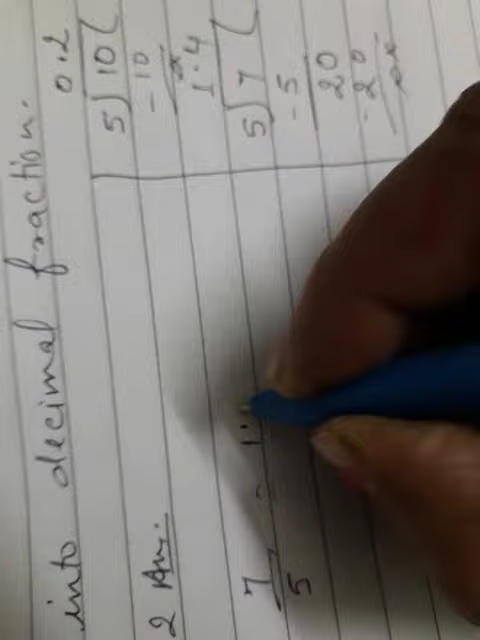 into decimal fraction.
2 Ans.
7
5
1.
0.2
5)10(
-10
x
1.4
5)7(
-5
20
-20
xx